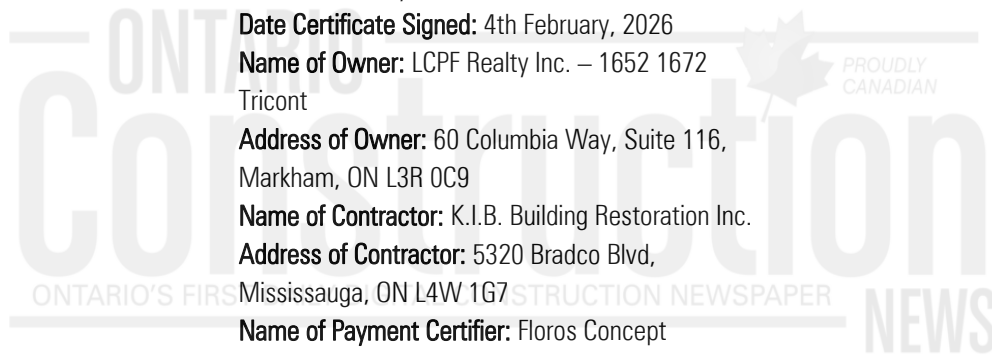 Date Certificate Signed: 4th February, 2026
Name of Owner: LCPF Realty Inc. – 1652 1672
Tricont
Address of Owner: 60 Columbia Way, Suite 116,
Markham, ON L3R 0C9
Name of Contractor: K.I.B. Building Restoration Inc.
Address of Contractor: 5320 Bradco Blvd,
Mississauga, ON L4W 1G7
Name of Payment Certifier: Floros Concept
ONTARIO
PROUDLY
CANADIAN
Construction
ONTARIO'S FIRS
CONSTRUCTION NEWSPAPER
NEWS